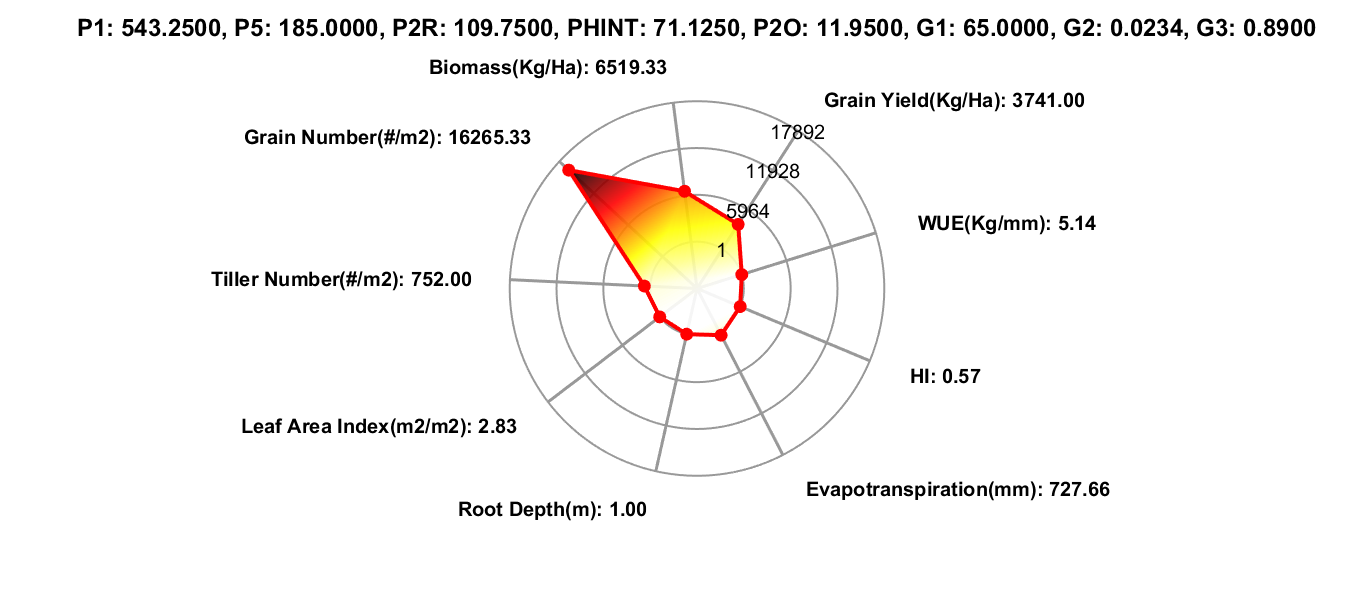 P1: 543.2500, P5: 185.0000, P2R: 109.7500, PHINT: 71.1250, P2O: 11.9500, G1: 65.0000, G2: 0.0234, G3: 0.8900
Biomass(Kg/Ha): 6519.33
Grain Yield(Kg/Ha): 3741.00
Grain Number(#/m2): 16265.33
17892
11928
5964
1
WUE(Kg/mm): 5.14
Tiller Number(#/m2): 752.00
HI: 0.57
Leaf Area Index(m2/m2): 2.83
Evapotranspiration(mm): 727.66
Root Depth(m): 1.00